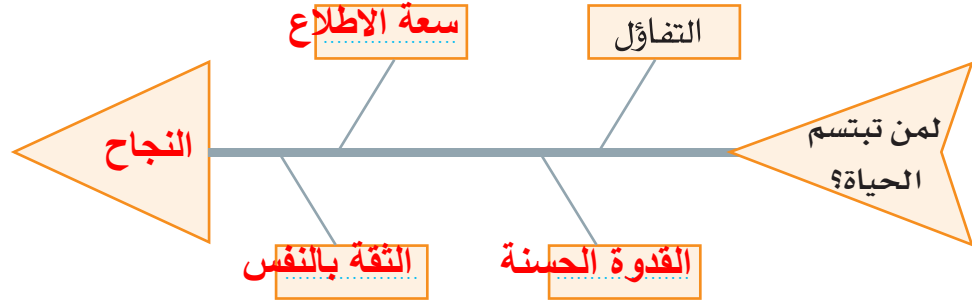 التفاؤل
سعة الاطلاع
لمن تبتسم
الحياة؟
النجاح
القدوة الحسنة
الثقة بالنفس